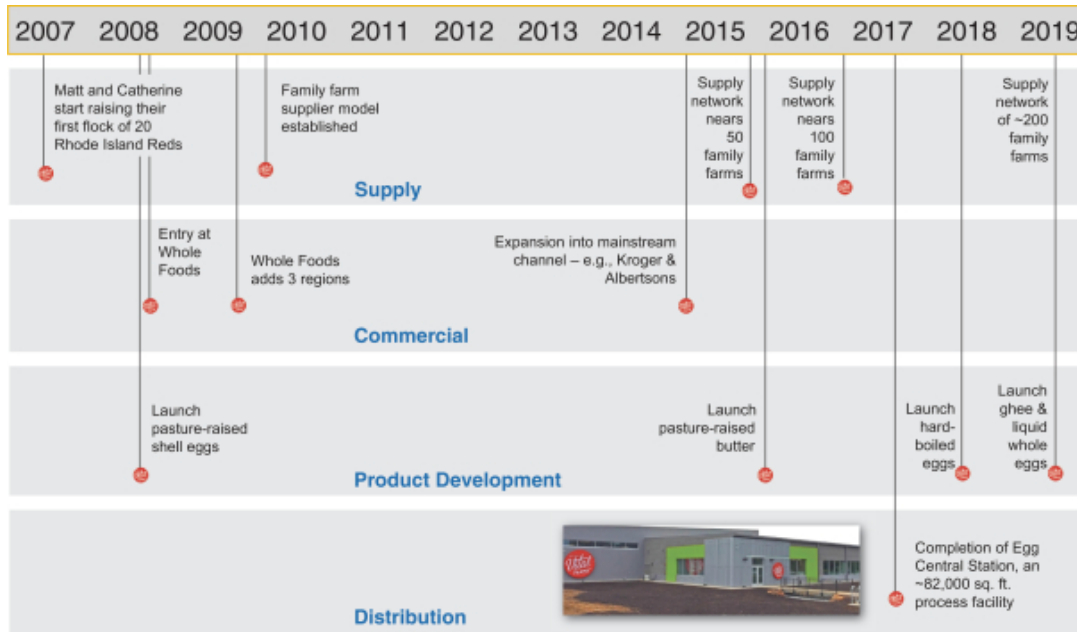 2007 2008 2009 2010 2011 2012 2013 2014 2015 2016 2017 2018 2019
Matt and Catherine
start raising their
first flock of 20
Rhode Island Reds
Family farm
supplier model
established
Supply
network
nears
50
family
farms
Supply
network
nears
100
family
farms
Supply
network
of ~200
family
farms
Supply
Entry at
Whole
Foods
Whole Foods
adds 3 regions
Expansion into mainstream
channel – e.g., Kroger &
Albertsons
Commercial
Launch
pasture-raised
shell eggs
Launch
pasture-raised
butter
Launch
hard-
boiled
eggs
Launch
ghee &
liquid
whole
eggs
Product Development
Vital
Completion of Egg
Central Station, an
~82,000 sq. ft.
process facility
Distribution